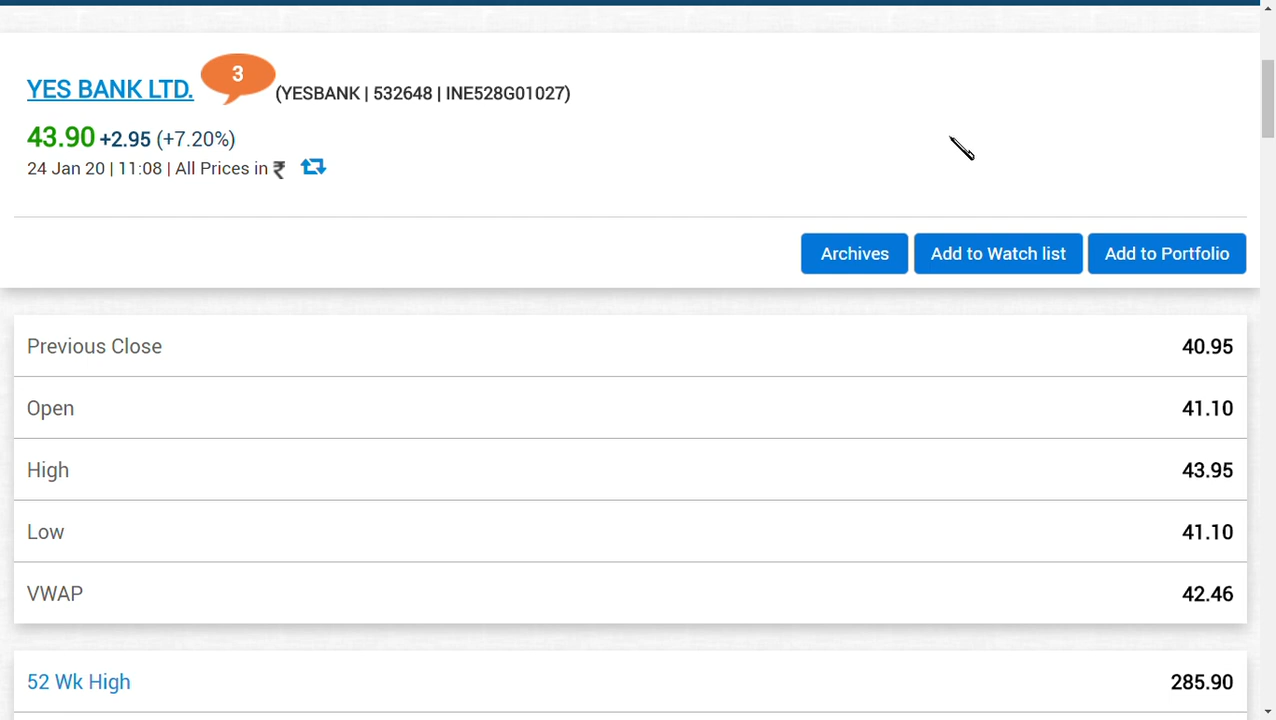 YES BANK LTD. 3 (YESBANK | 532648 | INE528G01027)
43.90 +2.95 (+7.20%)
24 Jan 20 | 11:08 | All Prices in ₹
Archives Add to Watch list Add to Portfolio
Previous Close 40.95
Open 41.10
High 43.95
Low 41.10
VWAP 42.46
52 Wk High 285.90